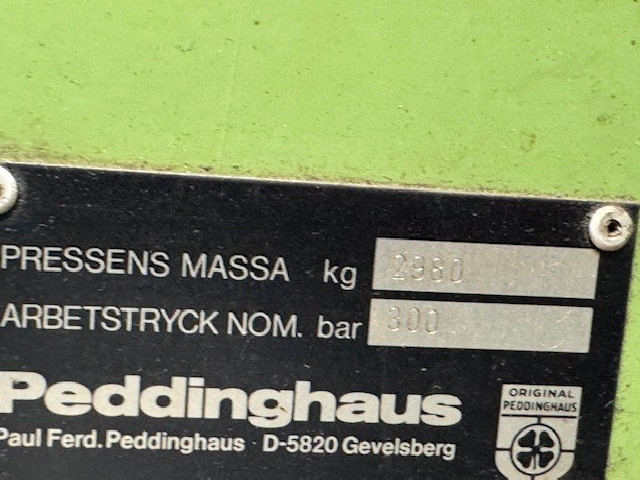 PRESSENS MASSA kg 2980
ARBETSTRYCK NOM. bar 300
Peddinghaus
Paul Ferd. Peddinghaus · D-5820 Gevelsberg
ORIGINAL
PEDDINGHAUS